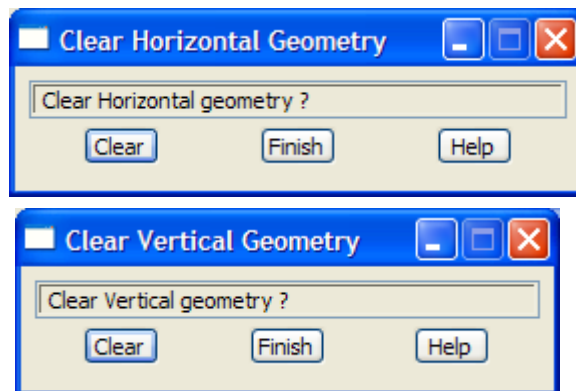 Clear Horizontal Geometry
Clear Horizontal geometry ?
Clear Finish Help
Clear Vertical Geometry
Clear Vertical geometry ?
Clear Finish Help